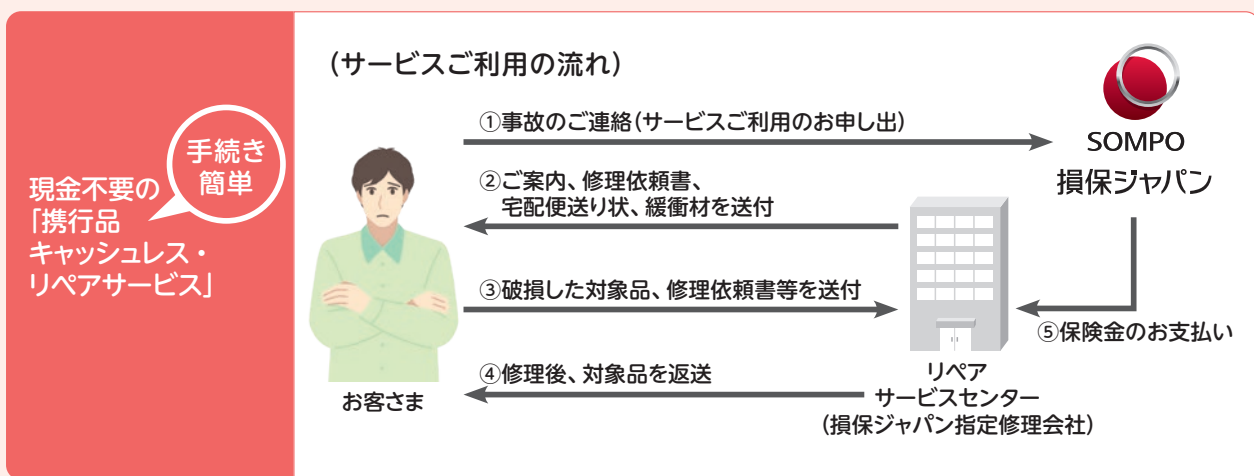 現金不要の
「携行品
キャッシュレス・
リペアサービス」
手続き
簡単
（サービスご利用の流れ）
①事故のご連絡（サービスご利用のお申し出）
SOMPO
損保ジャパン
②ご案内、修理依頼書、
宅配便送り状、緩衝材を送付
③破損した対象品、修理依頼書等を送付
⑤保険金のお支払い
④修理後、対象品を返送
お客さま
リペア
サービスセンター
（損保ジャパン指定修理会社）